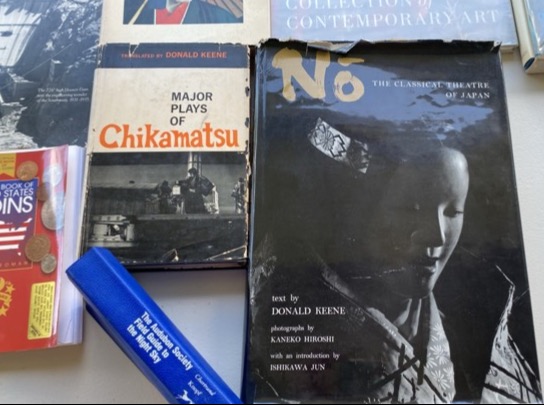 COLLECTION of
CONTEMPORARY ART
TRANSLATED BY DONALD KEENE
MAJOR
PLAYS
OF
Chikamatsu
Nō
THE CLASSICAL THEATRE
OF JAPAN
text by
DONALD KEENE
photographs by
KANEKO HIROSHI
with an introduction by
ISHIKAWA JUN
BOOK OF
STATES
The Audubon Society
Field Guide to
the Night Sky
Chartrand
Knopf